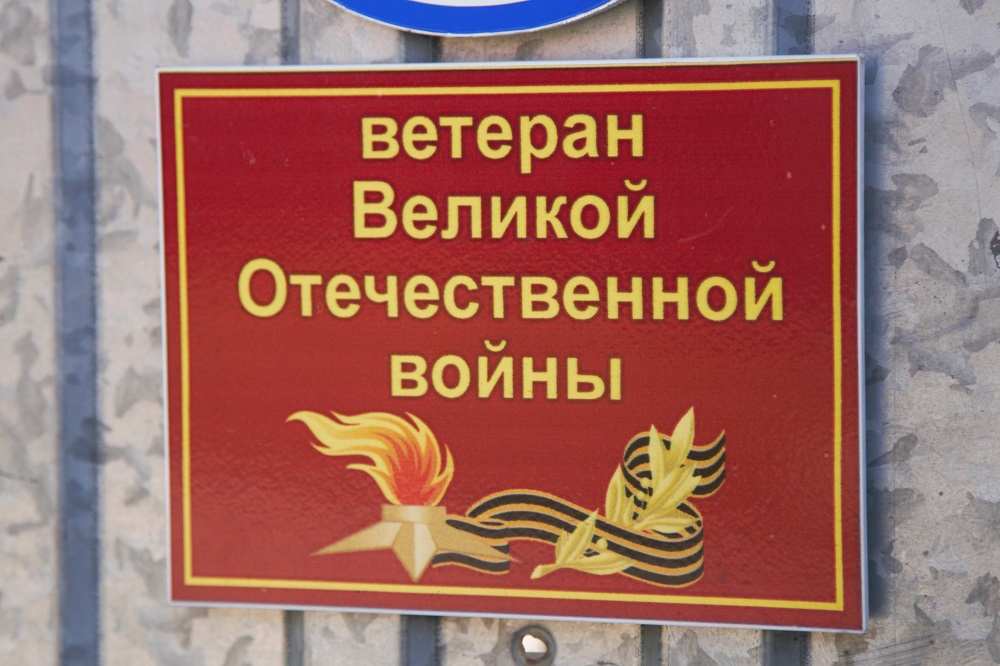 ветеран
Великой
Отечественной
войны